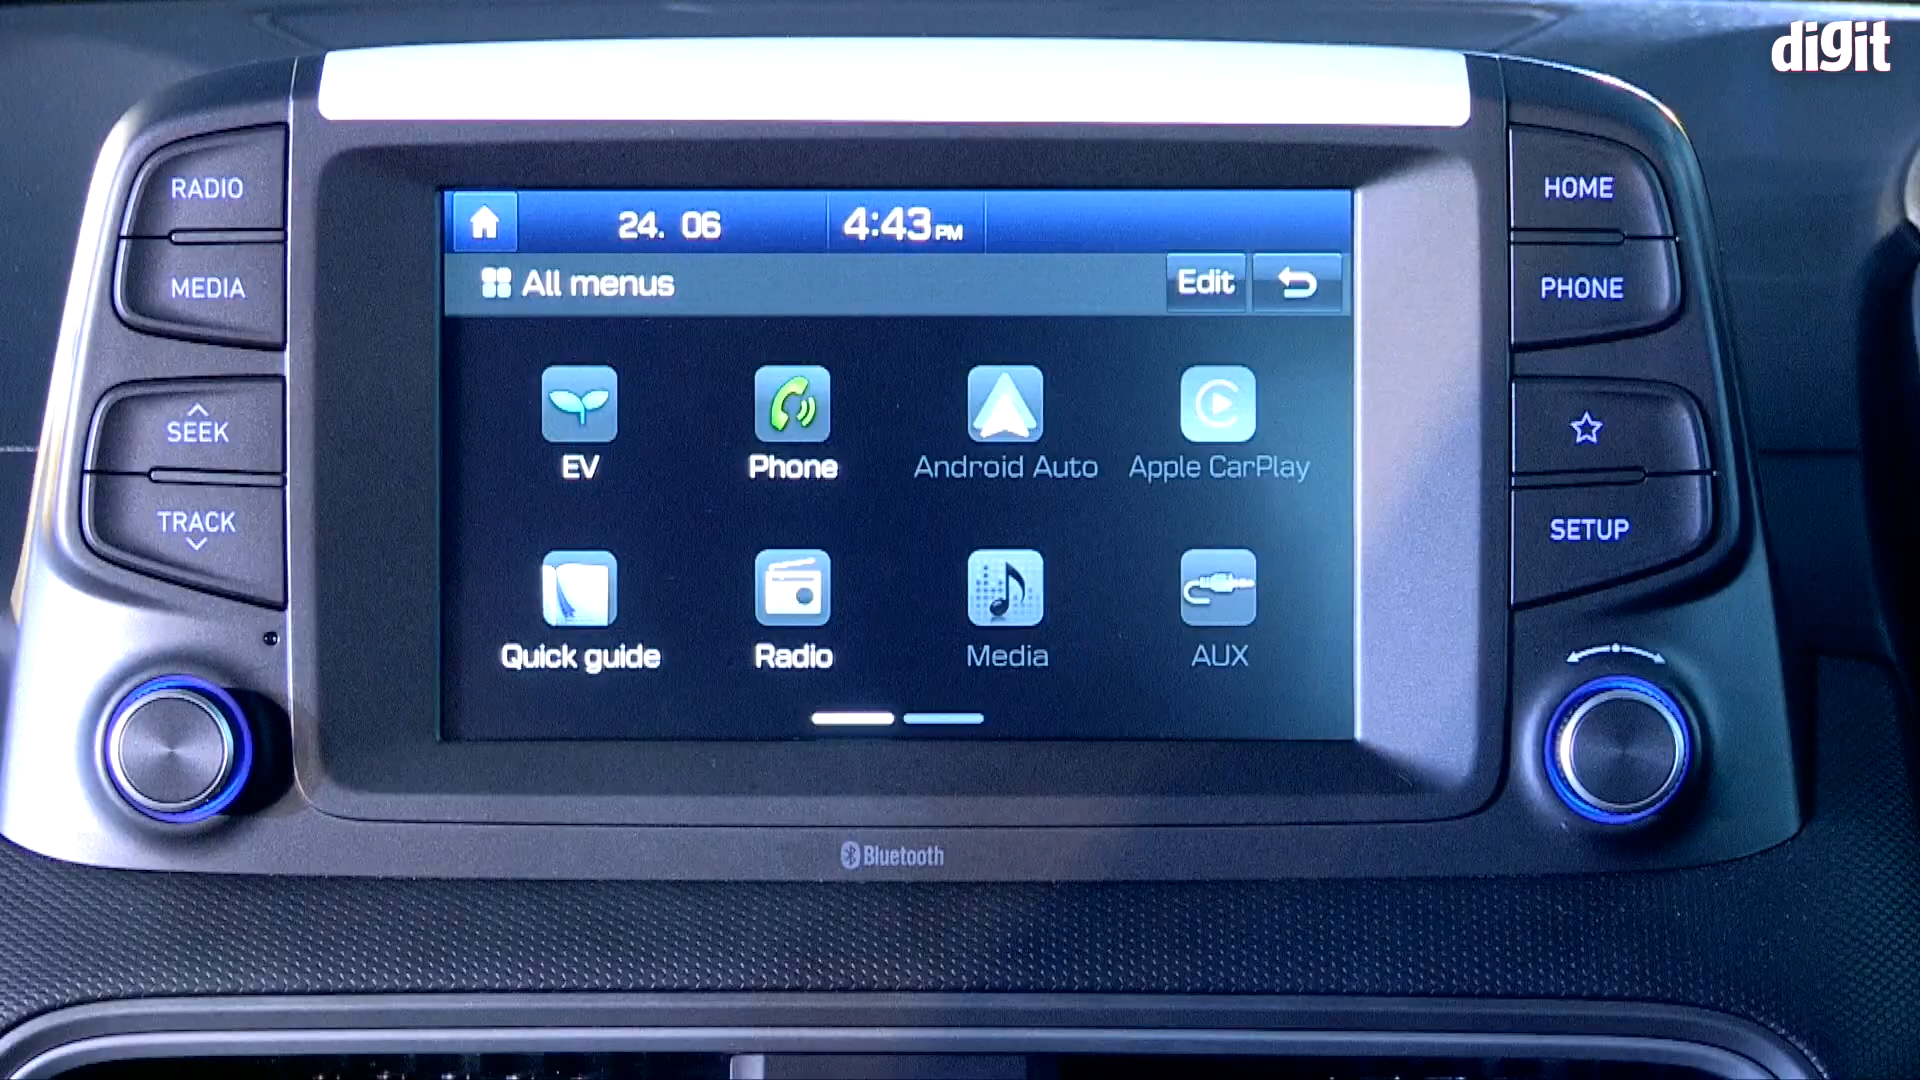 digit
RADIO
MEDIA
SEEK
TRACK
24. 06
4:43 PM
All menus
Edit
EV
Phone
Android Auto
Apple CarPlay
Quick guide
Radio
Media
AUX
HOME
PHONE
SETUP
Bluetooth